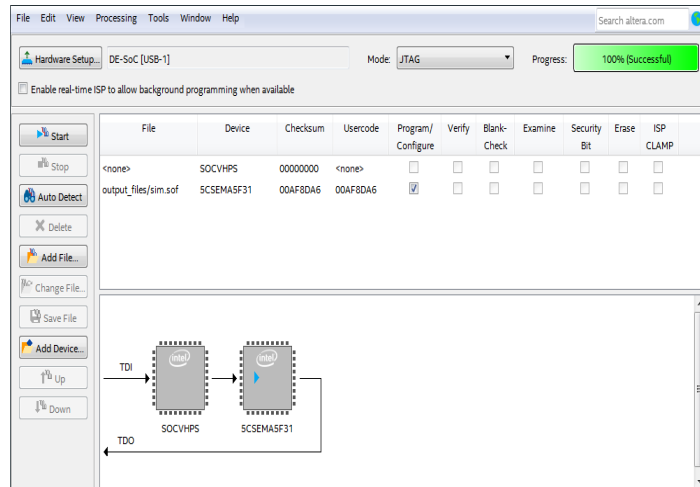 File Edit View Processing Tools Window Help Search altera.com
Hardware Setup... DE-SoC [USB-1] Mode: JTAG Progress: 100% (Successful)
Enable real-time ISP to allow background programming when available
Start
Stop
Auto Detect
Delete
Add File...
Change File...
Save File
Add Device...
Up
Down
File Device Checksum Usercode Program/ Verify Blank- Examine Security Erase ISP
Configure Check Bit CLAMP
<none> SOCVHPS 00000000 <none>
output_files/sim.sof 5CSEMA5F31 00AF8DA6 00AF8DA6
TDI
intel intel
SOCVHPS 5CSEMA5F31
TDO